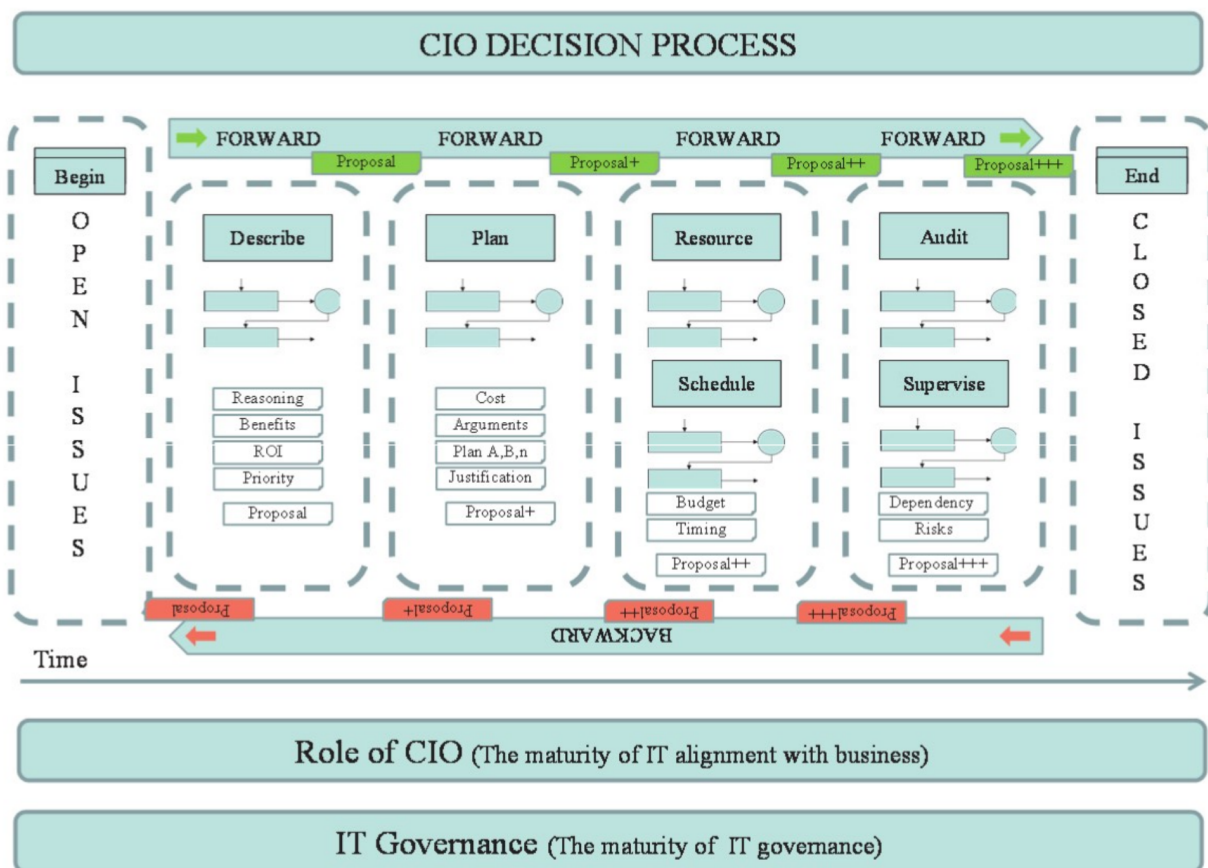 CIO DECISION PROCESS
FORWARD FORWARD FORWARD FORWARD
Proposal Proposal+ Proposal++ Proposal+++
Begin
OPEN ISSUES
Describe
Reasoning
Benefits
ROI
Priority
Proposal
Plan
Cost
Arguments
Plan A,B,n
Justification
Proposal+
Resource
Schedule
Budget
Timing
Proposal++
Audit
Supervise
Dependency
Risks
Proposal+++
End
CLOSED ISSUES
Proposal Proposal+ Proposal++ Proposal+++
BACKWARD
Time
Role of CIO (The maturity of IT alignment with business)
IT Governance (The maturity of IT governance)